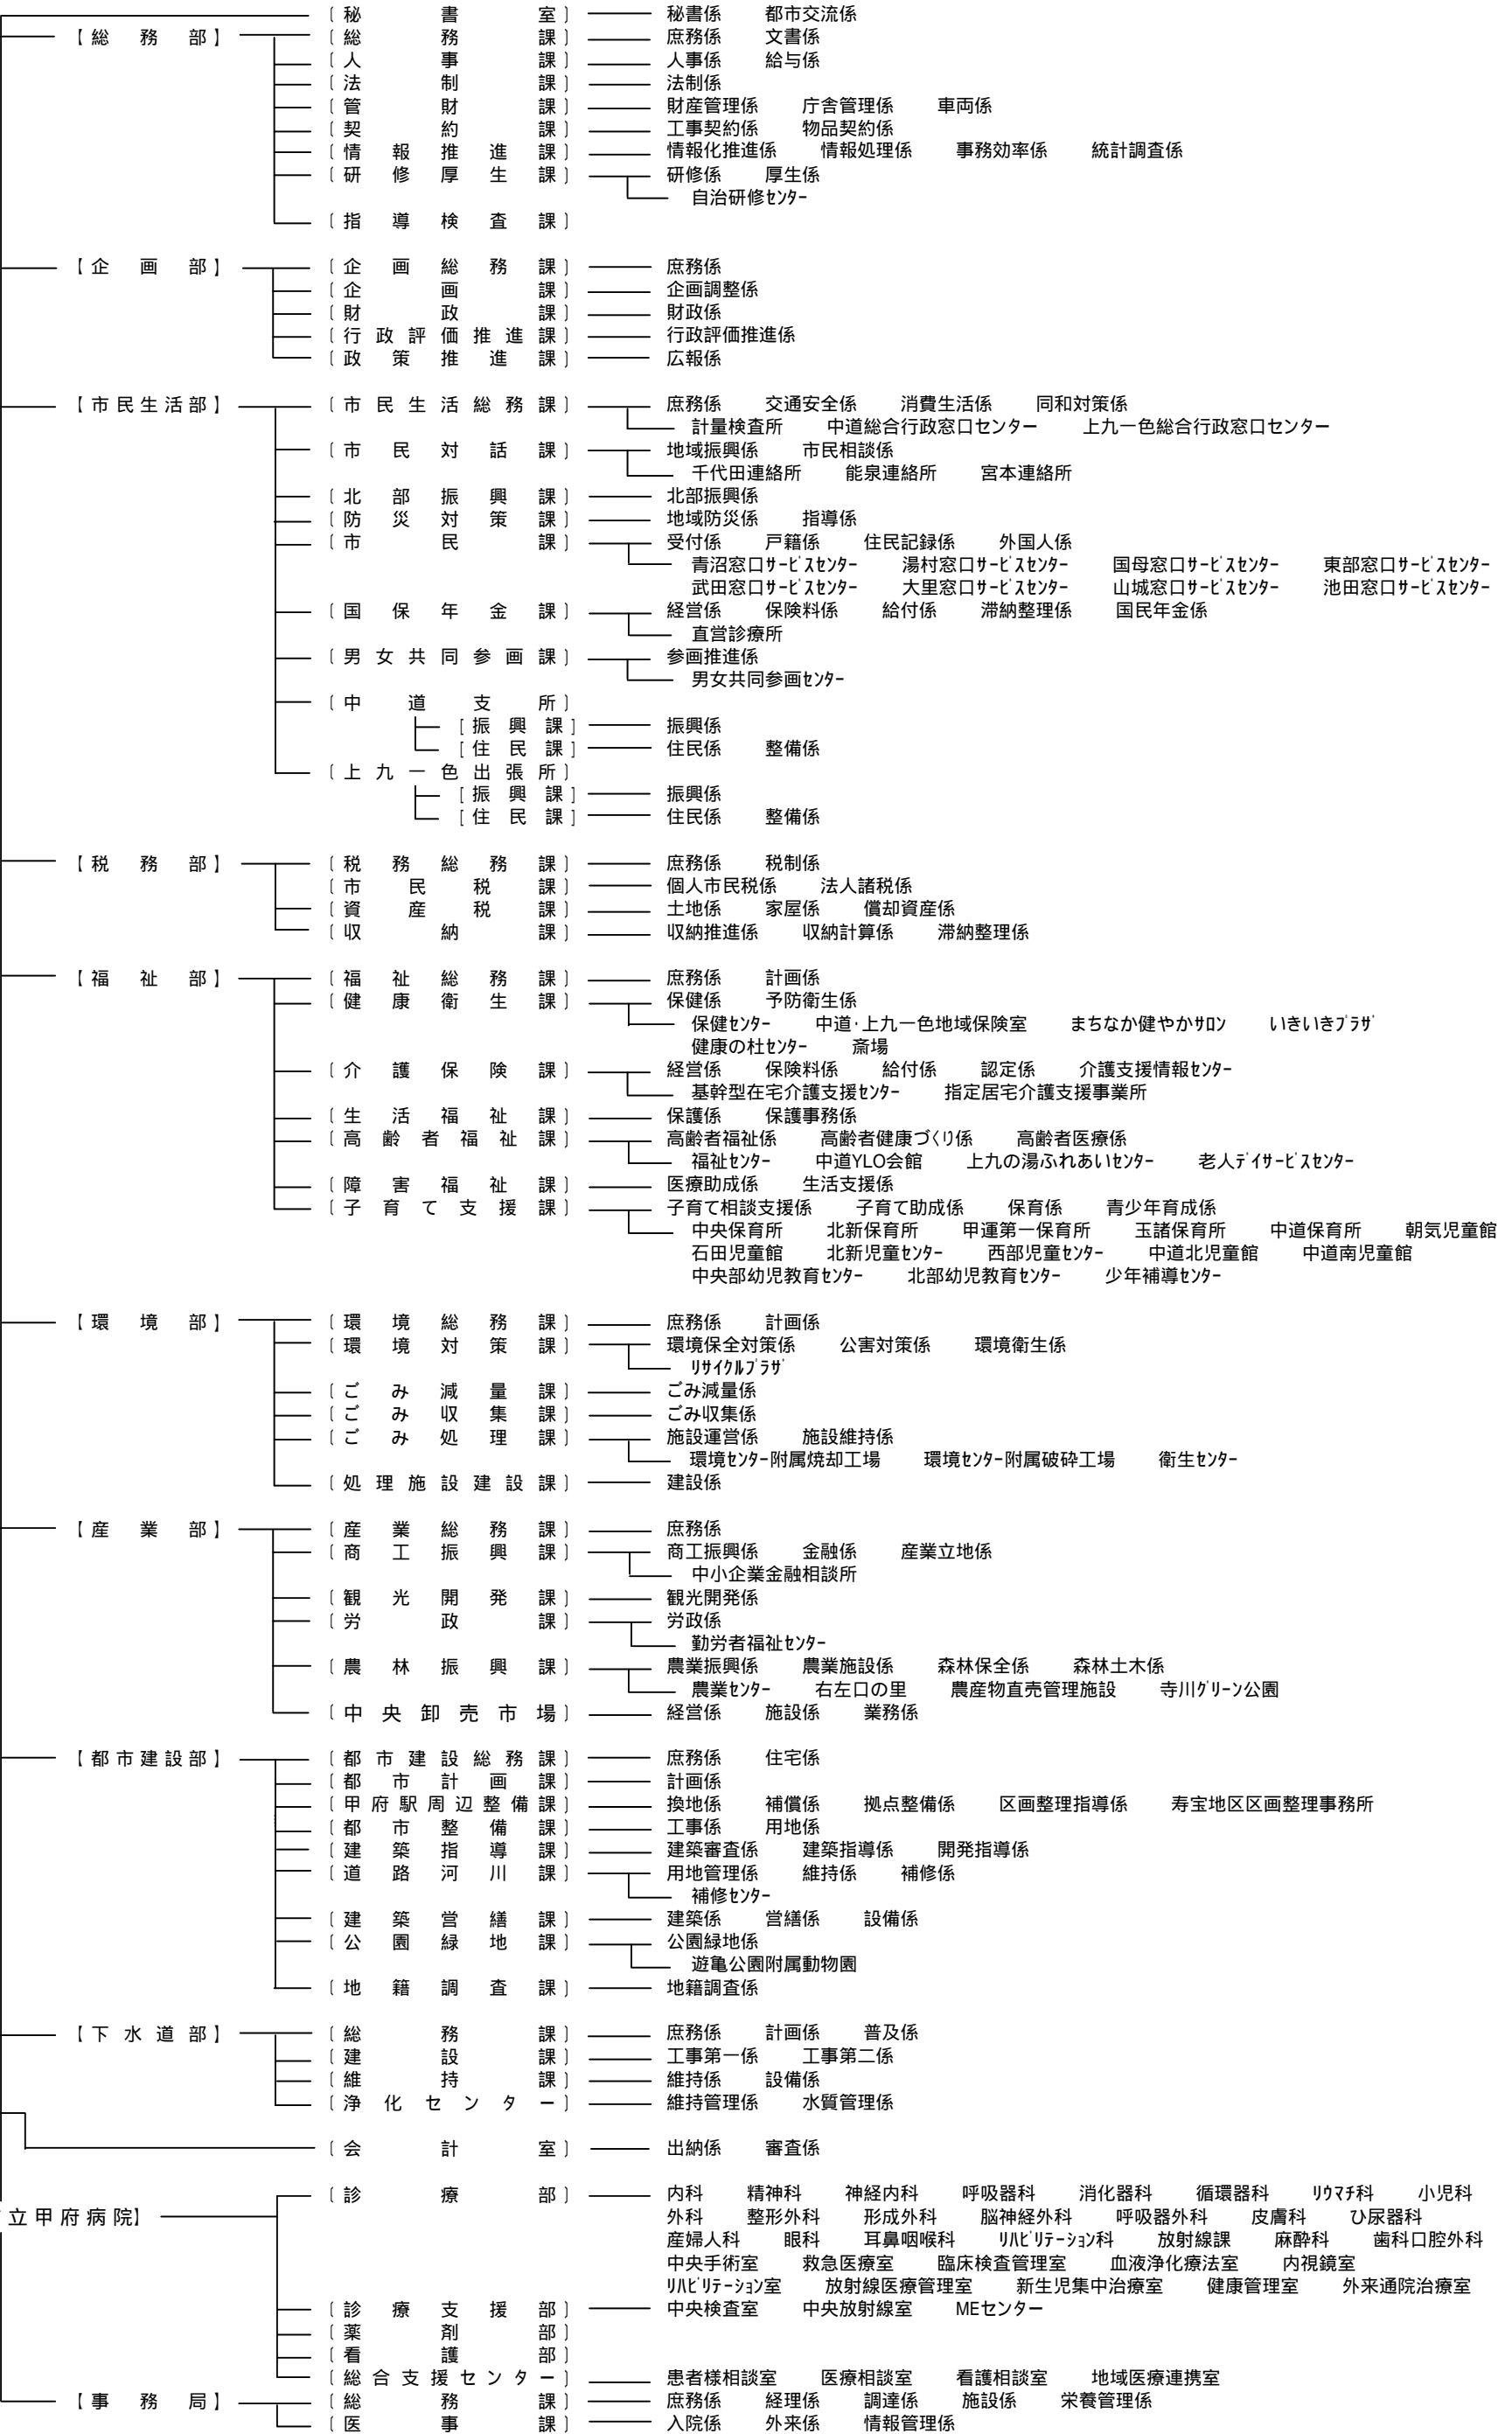 〔秘書室〕 秘書係 都市交流係
【総務部】 〔総務課〕 庶務係 文書係
〔人事課〕 人事係 給与係
〔法制課〕 法制係
〔管財課〕 財産管理係 庁舎管理係 車両係
〔契約課〕 工事契約係 物品契約係
〔情報推進課〕 情報化推進係 情報処理係 事務効率係 統計調査係
〔研修厚生課〕 研修係 厚生係
自治研修ｾﾝﾀｰ
〔指導検査課〕
【企画部】 〔企画総務課〕 庶務係
〔企画課〕 企画調整係
〔財政課〕 財政係
〔行政評価推進課〕 行政評価推進係
〔政策推進課〕 広報係
【市民生活部】 〔市民生活総務課〕 庶務係 交通安全係 消費生活係 同和対策係
計量検査所 中道総合行政窓口センター 上九一色総合行政窓口センター
〔市民対話課〕 地域振興係 市民相談係
千代田連絡所 能泉連絡所 宮本連絡所
〔北部振興課〕 北部振興係
〔防災対策課〕 地域防災係 指導係
〔市民課〕 受付係 戸籍係 住民記録係 外国人係
青沼窓口ｻｰﾋﾞｽｾﾝﾀｰ 湯村窓口ｻｰﾋﾞｽｾﾝﾀｰ 国母窓口ｻｰﾋﾞｽｾﾝﾀｰ 東部窓口ｻｰﾋﾞｽｾﾝﾀｰ
武田窓口ｻｰﾋﾞｽｾﾝﾀｰ 大里窓口ｻｰﾋﾞｽｾﾝﾀｰ 山城窓口ｻｰﾋﾞｽｾﾝﾀｰ 池田窓口ｻｰﾋﾞｽｾﾝﾀｰ
〔国保年金課〕 経営係 保険料係 給付係 滞納整理係 国民年金係
直営診療所
〔男女共同参画課〕 参画推進係
男女共同参画ｾﾝﾀｰ
〔中道支所〕
［振興課］ 振興係
［住民課］ 住民係 整備係
〔上九一色出張所〕
［振興課］ 振興係
［住民課］ 住民係 整備係
【税務部】 〔税務総務課〕 庶務係 税制係
〔市民税課〕 個人市民税係 法人諸税係
〔資産税課〕 土地係 家屋係 償却資産係
〔収納課〕 収納推進係 収納計算係 滞納整理係
【福祉部】 〔福祉総務課〕 庶務係 計画係
〔健康衛生課〕 保健係 予防衛生係
保健ｾﾝﾀｰ 中道･上九一色地域保険室 まちなか健やかｻﾛﾝ いきいきﾌﾟﾗｻﾞ
健康の杜ｾﾝﾀｰ 斎場
〔介護保険課〕 経営係 保険料係 給付係 認定係 介護支援情報ｾﾝﾀｰ
基幹型在宅介護支援ｾﾝﾀｰ 指定居宅介護支援事業所
〔生活福祉課〕 保護係 保護事務係
〔高齢者福祉課〕 高齢者福祉係 高齢者健康づくり係 高齢者医療係
福祉ｾﾝﾀｰ 中道YLO会館 上九の湯ふれあいｾﾝﾀｰ 老人ﾃﾞｲｻｰﾋﾞｽｾﾝﾀｰ
〔障害福祉課〕 医療助成係 生活支援係
〔子育て支援課〕 子育て相談支援係 子育て助成係 保育係 青少年育成係
中央保育所 北新保育所 甲運第一保育所 玉諸保育所 中道保育所 朝気児童館
石田児童館 北新児童ｾﾝﾀｰ 西部児童ｾﾝﾀｰ 中道北児童館 中道南児童館
中央部幼児教育ｾﾝﾀｰ 北部幼児教育ｾﾝﾀｰ 少年補導ｾﾝﾀｰ
【環境部】 〔環境総務課〕 庶務係 計画係
〔環境対策課〕 環境保全対策係 公害対策係 環境衛生係
ﾘｻｲｸﾙﾌﾟﾗｻﾞ
〔ごみ減量課〕 ごみ減量係
〔ごみ収集課〕 ごみ収集係
〔ごみ処理課〕 施設運営係 施設維持係
環境ｾﾝﾀｰ附属焼却工場 環境ｾﾝﾀｰ附属破砕工場 衛生ｾﾝﾀｰ
〔処理施設建設課〕 建設係
【産業部】 〔産業総務課〕 庶務係
〔商工振興課〕 商工振興係 金融係 産業立地係
中小企業金融相談所
〔観光開発課〕 観光開発係
〔労政課〕 労政係
勤労者福祉ｾﾝﾀｰ
〔農林振興課〕 農業振興係 農業施設係 森林保全係 森林土木係
農業ｾﾝﾀｰ 右左口の里 農産物直売管理施設 寺川ｸﾞﾘｰﾝ公園
〔中央卸売市場〕 経営係 施設係 業務係
【都市建設部】 〔都市建設総務課〕 庶務係 住宅係
〔都市計画課〕 計画係
〔甲府駅周辺整備課〕 換地係 補償係 拠点整備係 区画整理指導係 寿宝地区区画整理事務所
〔都市整備課〕 工事係 用地係
〔建築指導課〕 建築審査係 建築指導係 開発指導係
〔道路河川課〕 用地管理係 維持係 補修係
補修ｾﾝﾀｰ
〔建築営繕課〕 建築係 営繕係 設備係
〔公園緑地課〕 公園緑地係
遊亀公園附属動物園
〔地籍調査課〕 地籍調査係
【下水道部】 〔総務課〕 庶務係 計画係 普及係
〔建設課〕 工事第一係 工事第二係
〔維持課〕 維持係 設備係
〔浄化センター〕 維持管理係 水質管理係
〔会計室〕 出納係 審査係
〔診療部〕 内科 精神科 神経内科 呼吸器科 消化器科 循環器科 ﾘｳﾏﾁ科 小児科
立甲府病院】 外科 整形外科 形成外科 脳神経外科 呼吸器外科 皮膚科 ひ尿器科
産婦人科 眼科 耳鼻咽喉科 ﾘﾊﾋﾞﾘﾃｰｼｮﾝ科 放射線課 麻酔科 歯科口腔外科
中央手術室 救急医療室 臨床検査管理室 血液浄化療法室 内視鏡室
ﾘﾊﾋﾞﾘﾃｰｼｮﾝ室 放射線医療管理室 新生児集中治療室 健康管理室 外来通院治療室
〔診療支援部〕 中央検査室 中央放射線室 MEセンター
〔薬剤部〕
〔看護部〕
〔総合支援センター〕 患者様相談室 医療相談室 看護相談室 地域医療連携室
【事務局】 〔総務課〕 庶務係 経理係 調達係 施設係 栄養管理係
〔医事課〕 入院係 外来係 情報管理係